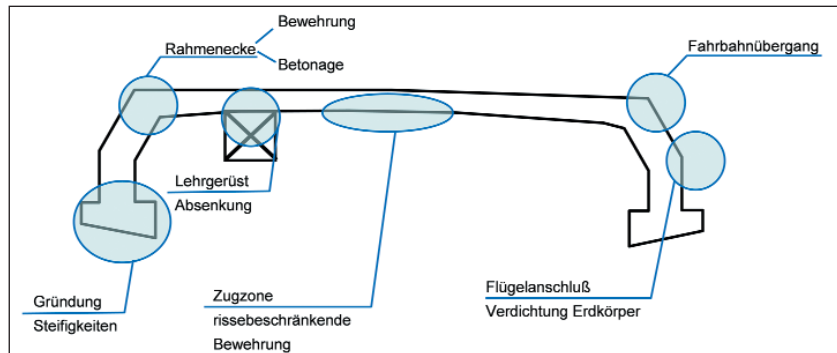 Bewehrung
Rahmenecke
Betonage
Fahrbahnübergang
Lehrgerüst
Absenkung
Gründung
Steifigkeiten
Zugzone
rissebeschränkende
Bewehrung
Flügelanschluß
Verdichtung Erdkörper